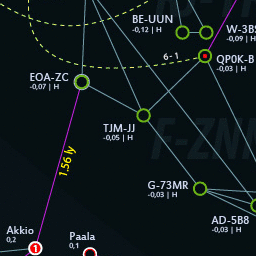 BE-UUN
-0,12 | H
W-3B
-0,09 | H
6 - 1
QP0K-B
-0,03 | H
EOA-ZC
-0,07 | H
TJM-JJ
-0,05 | H
1.56 ly
G-73MR
-0,03 | H
AD-5B8
-0,03 | H
Akkio
0,2
1
Paala
0,1